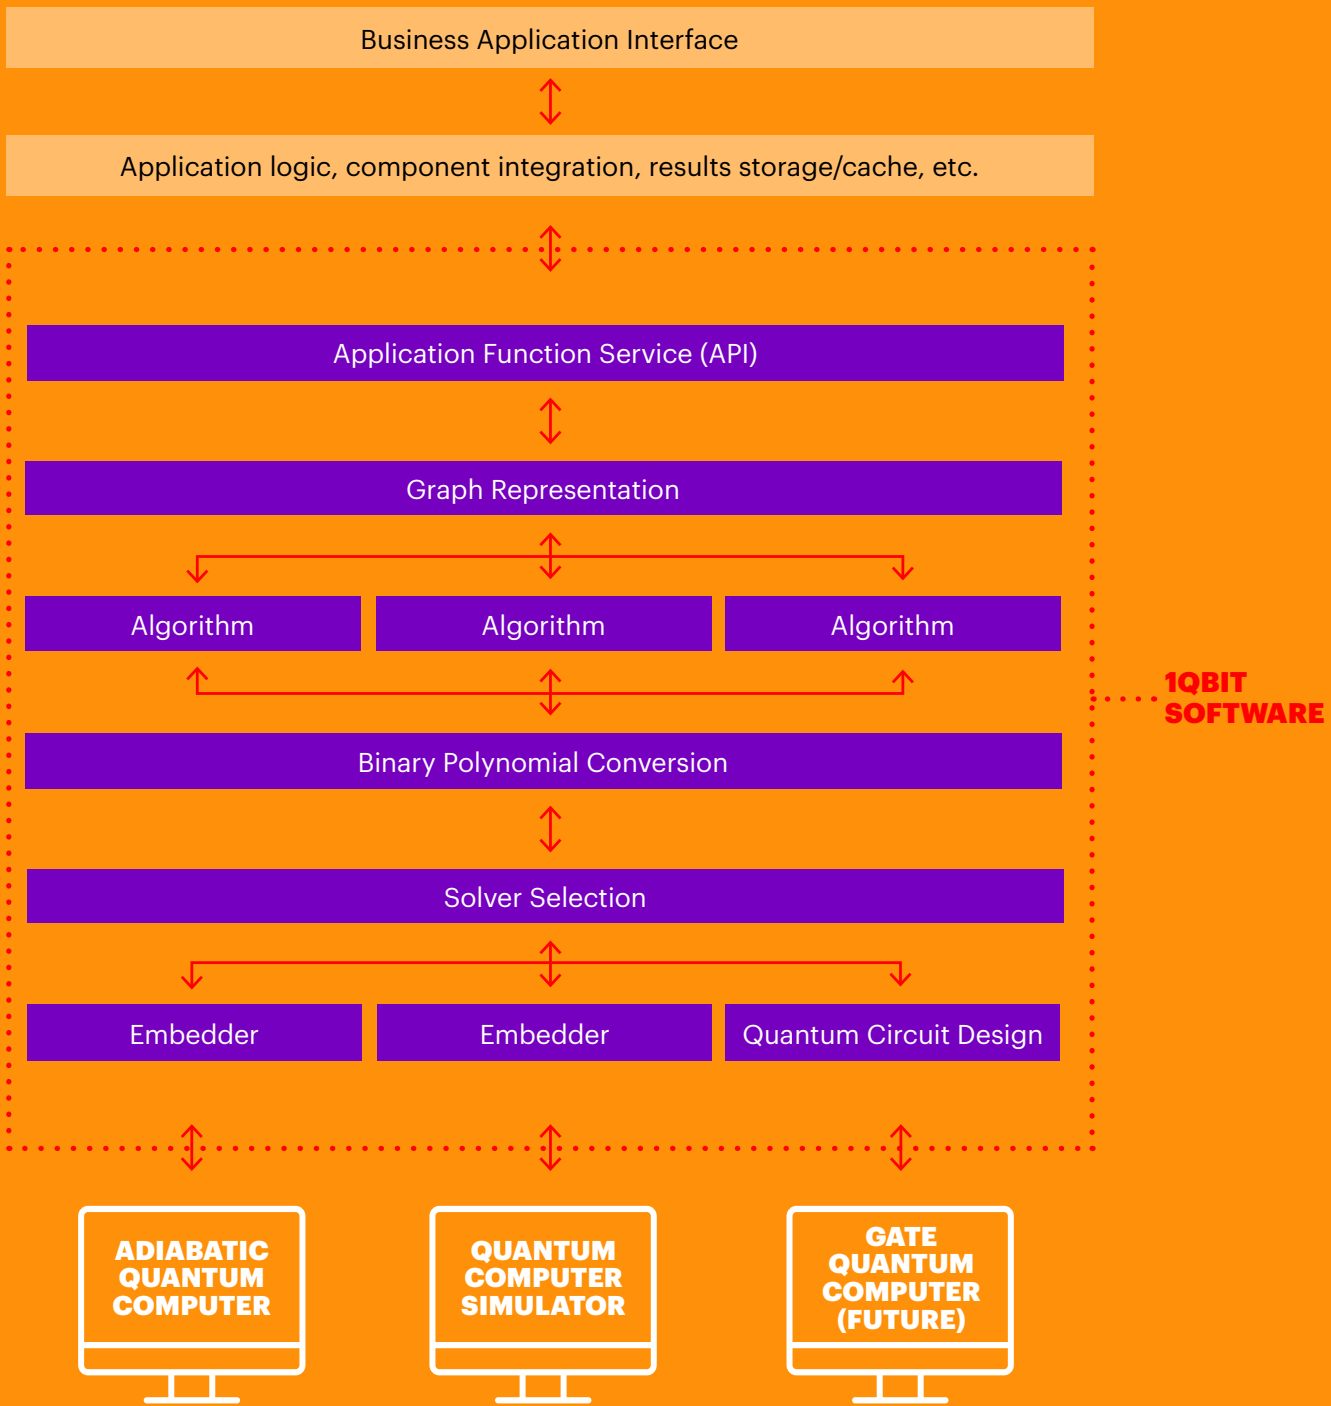 Business Application Interface
Application logic, component integration, results storage/cache, etc.
Application Function Service (API)
Graph Representation
Algorithm
Algorithm
Algorithm
1QBIT
SOFTWARE
Binary Polynomial Conversion
Solver Selection
Embedder
Embedder
Quantum Circuit Design
ADIABATIC
QUANTUM
COMPUTER
QUANTUM
COMPUTER
SIMULATOR
GATE
QUANTUM
COMPUTER
(FUTURE)